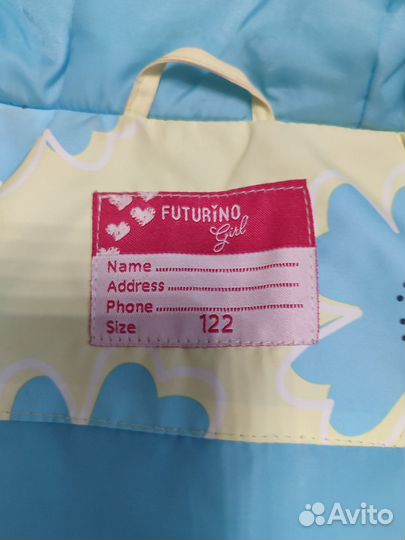 FUTURINO
Girl
Name
Address
Phone
Size 122
Avito